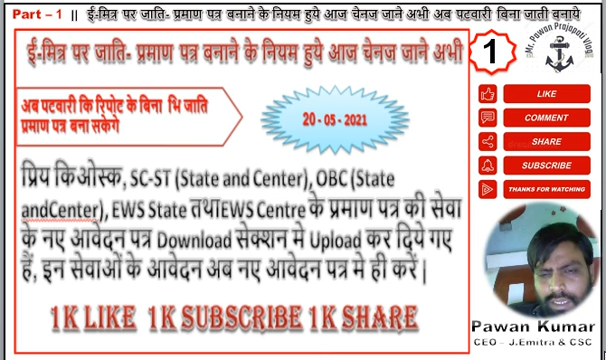 Part – 1 || ई-मित्र पर जाति- प्रमाण पत्र बनाने के नियम हुये आज चेनज जाने अभी अब पटवारी बिना जाती बनाये
ई-मित्र पर जाति- प्रमाण पत्र बनाने के नियम हुये आज चेनज जाने अभी
1
Mr. Pawan Prajapati Vlog
अब पटवारी कि रिपोट के बिना भि जाति
प्रमाण पत्र बना सकेगे
20 - 05 - 2021
LIKE
COMMENT
SHARE
SUBSCRIBE
THANKS FOR WATCHING
प्रिय किओस्क, SC-ST (State and Center), OBC (State
andCenter), EWS State तथाEWS Centre के प्रमाण पत्र की सेवा
के नए आवेदन पत्र Download सेक्शन मे Upload कर दिये गए
हैं, इन सेवाओं के आवेदन अब नए आवेदन पत्र मे ही करें |
1K LIKE 1K SUBSCRIBE 1K SHARE
Pawan Kumar
CEO – J.Emitra & CSC